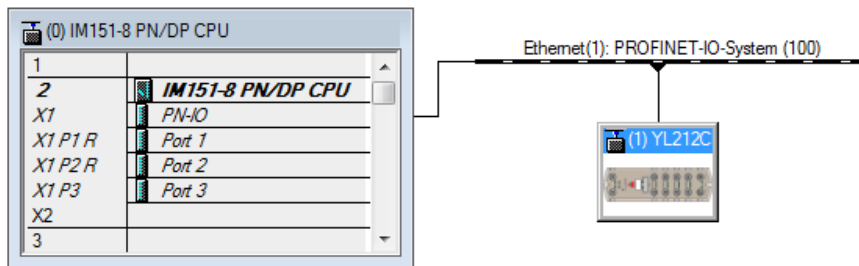 (0) IM151-8 PN/DP CPU
1
2 IM151-8 PN/DP CPU
X1 PN-IO
X1 P1 R Port 1
X1 P2 R Port 2
X1 P3 Port 3
X2
3
Ethernet(1): PROFINET-IO-System (100)
(1) YL212C